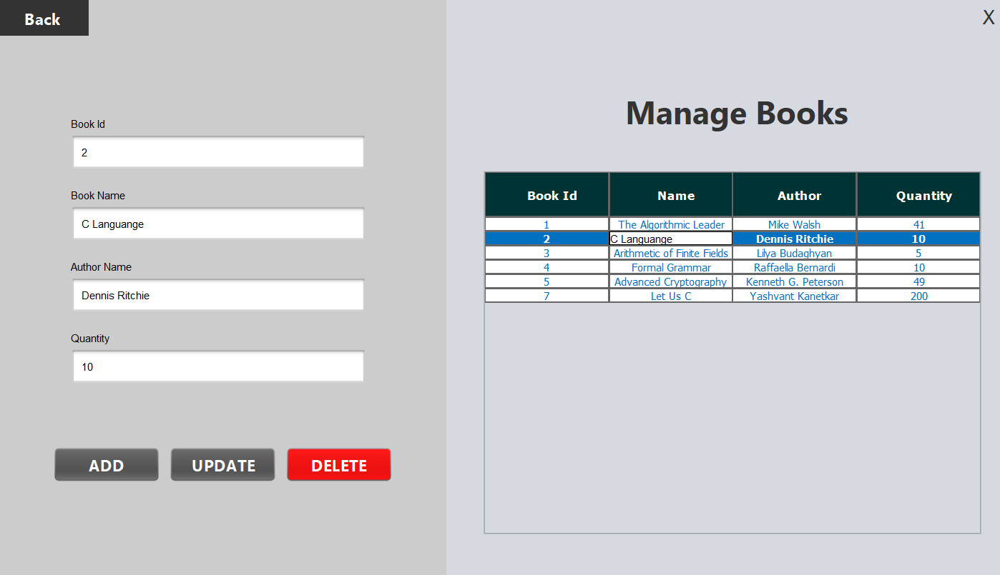 Back
X
Book Id
2
Book Name
C Languange
Author Name
Dennis Ritchie
Quantity
10
ADD UPDATE DELETE
Manage Books
Book Id Name Author Quantity
1 The Algorithmic Leader Mike Walsh 41
2 C Languange Dennis Ritchie 10
3 Arithmetic of Finite Fields Lilya Budaghyan 5
4 Formal Grammar Raffaella Bernardi 10
5 Advanced Cryptography Kenneth G. Peterson 49
7 Let Us C Yashvant Kanetkar 200